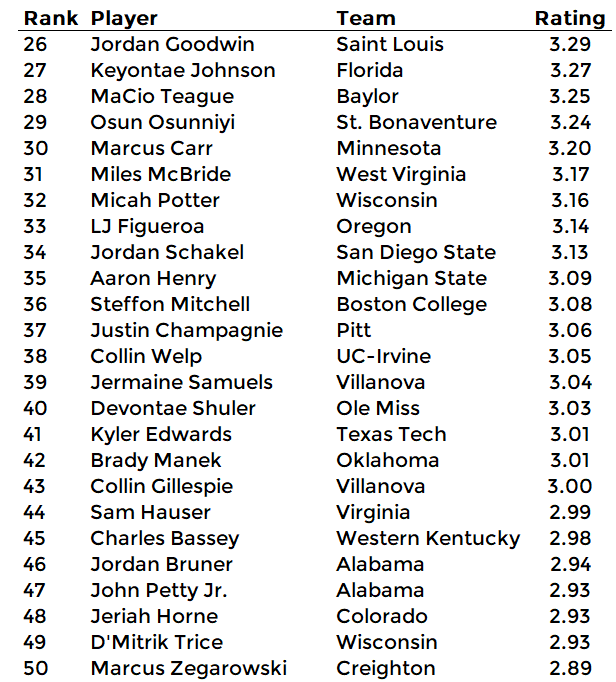 Rank Player Team Rating
26 Jordan Goodwin Saint Louis 3.29
27 Keyontae Johnson Florida 3.27
28 MaCio Teague Baylor 3.25
29 Osun Osunniyi St. Bonaventure 3.24
30 Marcus Carr Minnesota 3.20
31 Miles McBride West Virginia 3.17
32 Micah Potter Wisconsin 3.16
33 LJ Figueroa Oregon 3.14
34 Jordan Schakel San Diego State 3.13
35 Aaron Henry Michigan State 3.09
36 Steffon Mitchell Boston College 3.08
37 Justin Champagnie Pitt 3.06
38 Collin Welp UC-Irvine 3.05
39 Jermaine Samuels Villanova 3.04
40 Devontae Shuler Ole Miss 3.03
41 Kyler Edwards Texas Tech 3.01
42 Brady Manek Oklahoma 3.01
43 Collin Gillespie Villanova 3.00
44 Sam Hauser Virginia 2.99
45 Charles Bassey Western Kentucky 2.98
46 Jordan Bruner Alabama 2.94
47 John Petty Jr. Alabama 2.93
48 Jeriah Horne Colorado 2.93
49 D'Mitrik Trice Wisconsin 2.93
50 Marcus Zegarowski Creighton 2.89